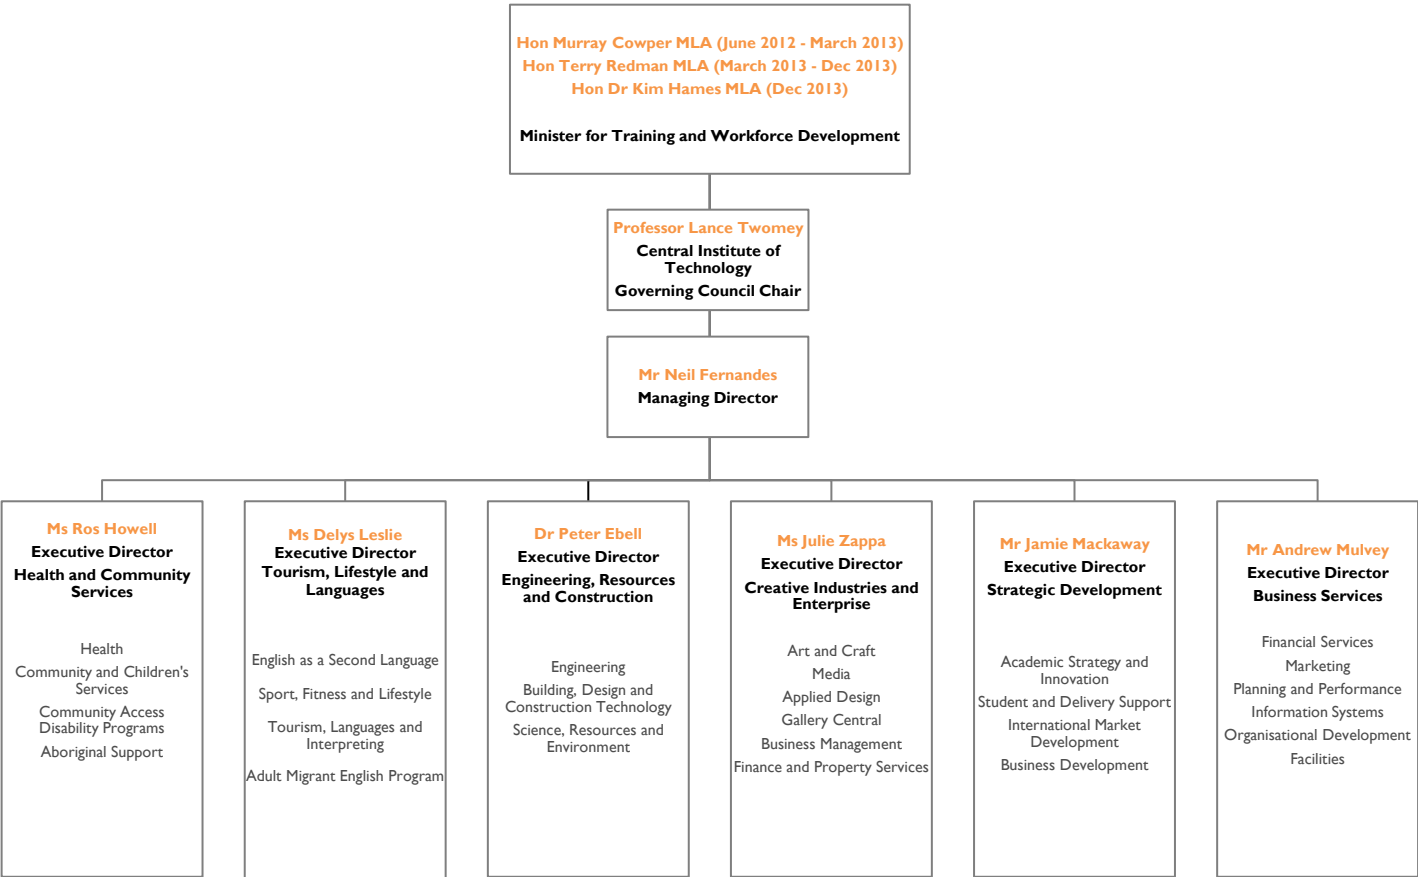 Hon Murray Cowper MLA (June 2012 - March 2013)
Hon Terry Redman MLA (March 2013 - Dec 2013)
Hon Dr Kim Hames MLA (Dec 2013)
Minister for Training and Workforce Development
Professor Lance Twomey
Central Institute of
Technology
Governing Council Chair
Mr Neil Fernandes
Managing Director
Ms Ros Howell
Executive Director
Health and Community
Services
Health
Community and Children's
Services
Community Access
Disability Programs
Aboriginal Support
Ms Delys Leslie
Executive Director
Tourism, Lifestyle and
Languages
English as a Second Language
Sport, Fitness and Lifestyle
Tourism, Languages and
Interpreting
Adult Migrant English Program
Dr Peter Ebell
Executive Director
Engineering, Resources
and Construction
Engineering
Building, Design and
Construction Technology
Science, Resources and
Environment
Ms Julie Zappa
Executive Director
Creative Industries and
Enterprise
Art and Craft
Media
Applied Design
Gallery Central
Business Management
Finance and Property Services
Mr Jamie Mackaway
Executive Director
Strategic Development
Academic Strategy and
Innovation
Student and Delivery Support
International Market
Development
Business Development
Mr Andrew Mulvey
Executive Director
Business Services
Financial Services
Marketing
Planning and Performance
Information Systems
Organisational Development
Facilities